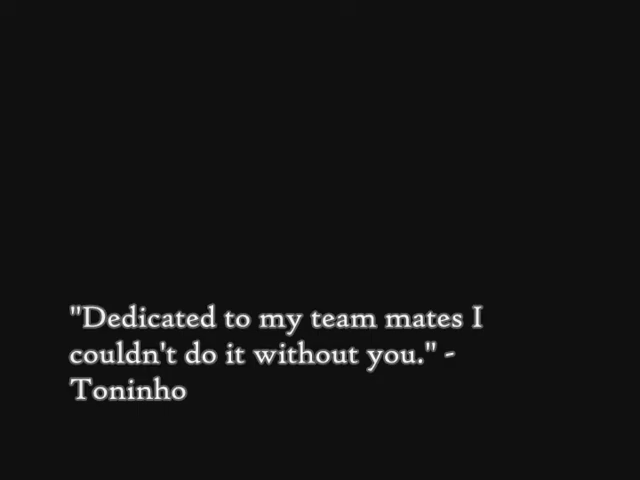 "Dedicated to my team mates I
couldn't do it without you." -
Toninho